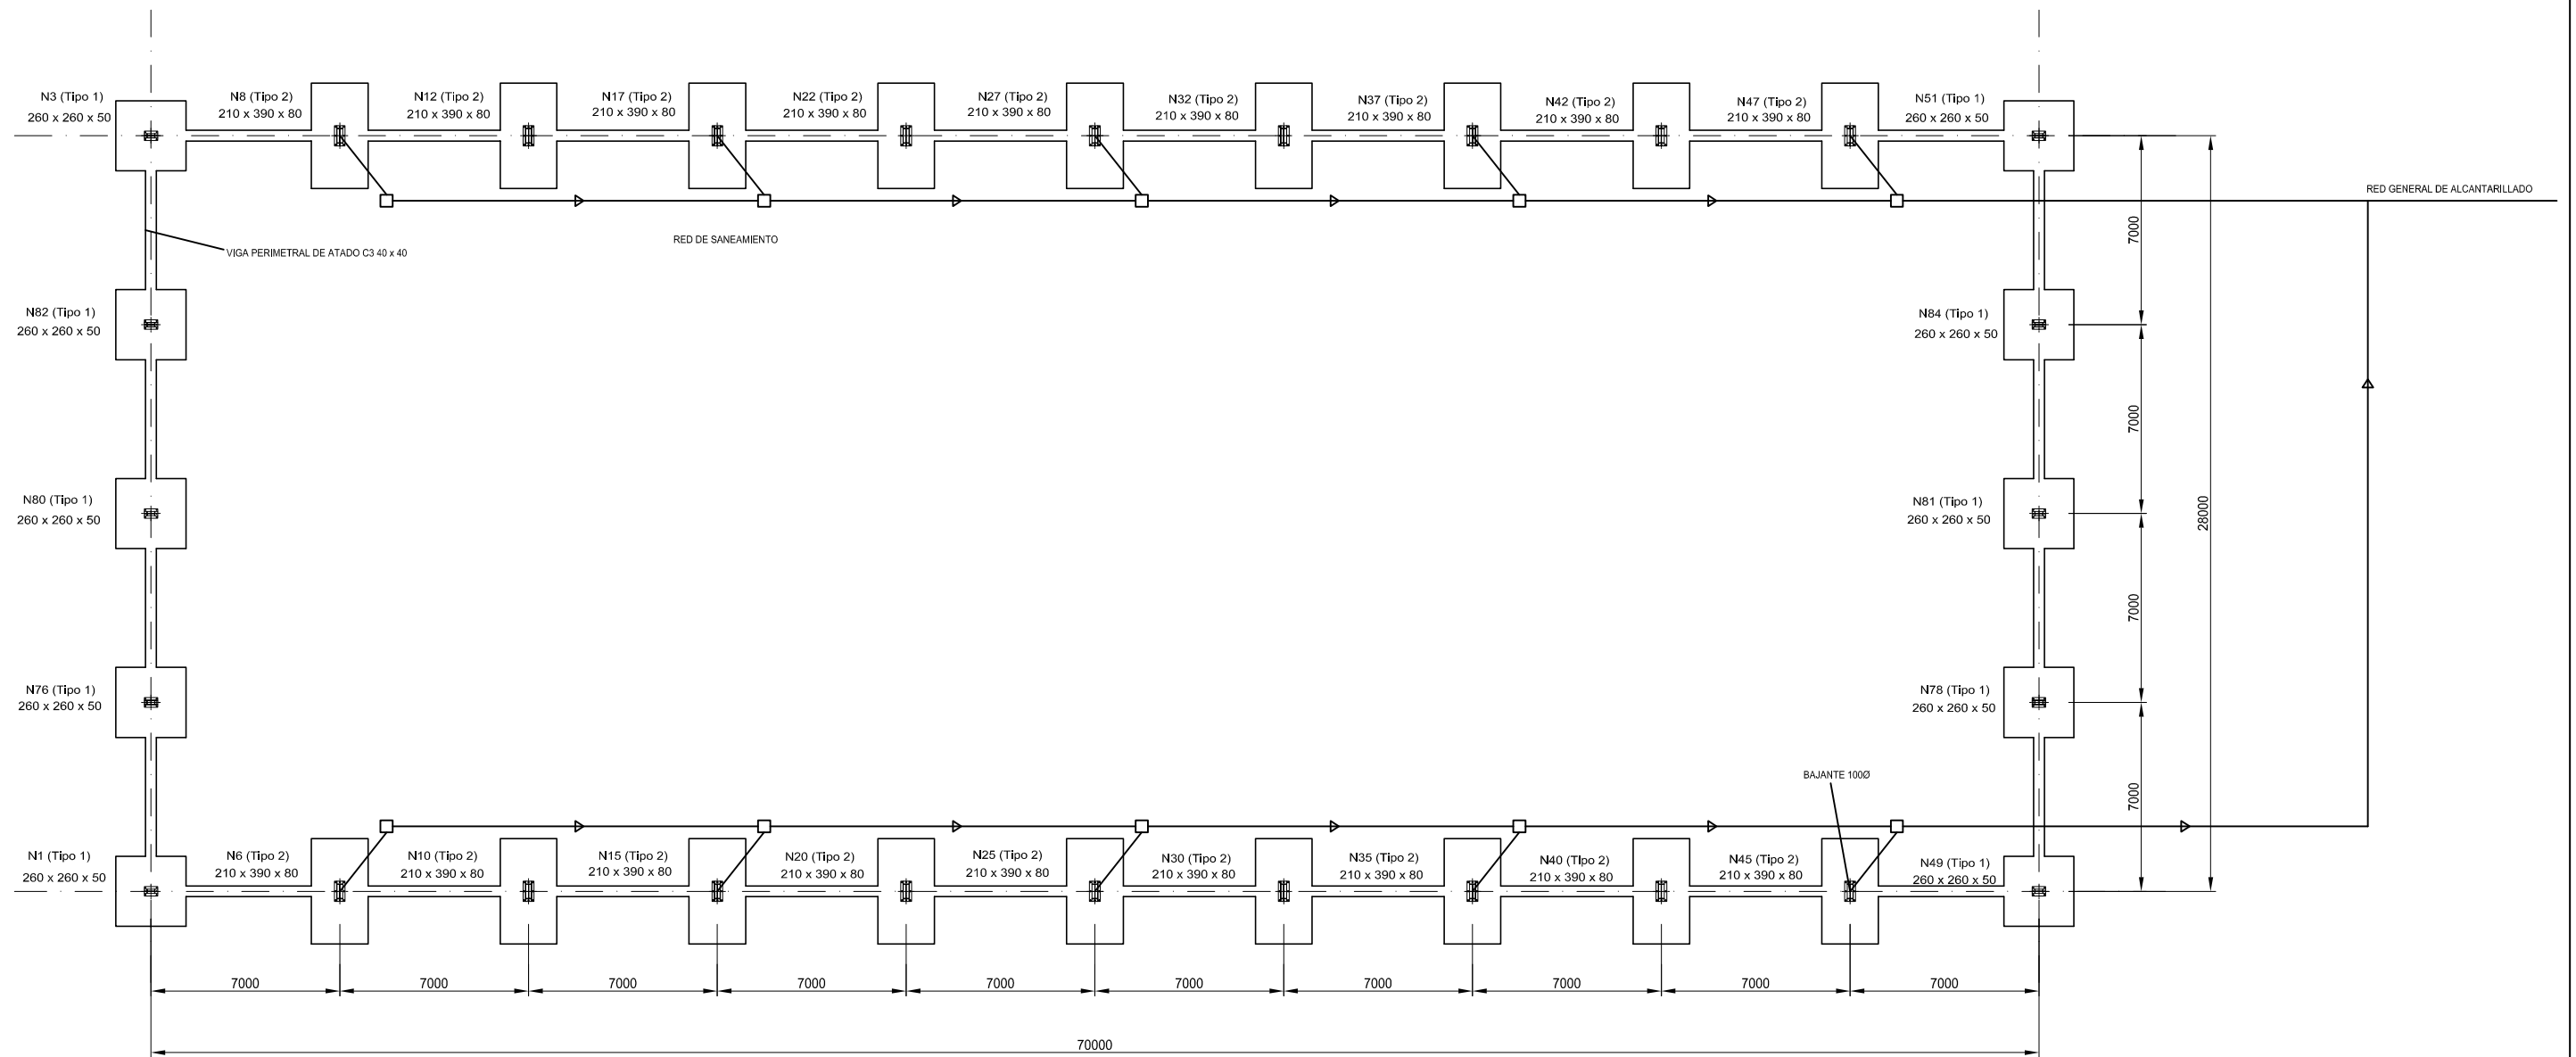 N3 (Tipo 1)
260 x 260 x 50
N8 (Tipo 2)
210 x 390 x 80
N12 (Tipo 2)
210 x 390 x 80
N17 (Tipo 2)
210 x 390 x 80
N22 (Tipo 2)
210 x 390 x 80
N27 (Tipo 2)
210 x 390 x 80
N32 (Tipo 2)
210 x 390 x 80
N37 (Tipo 2)
210 x 390 x 80
N42 (Tipo 2)
210 x 390 x 80
N47 (Tipo 2)
210 x 390 x 80
N51 (Tipo 1)
260 x 260 x 50
RED GENERAL DE ALCANTARILLADO
RED DE SANEAMIENTO
VIGA PERIMETRAL DE ATADO C3 40 x 40
7000
N82 (Tipo 1)
260 x 260 x 50
N84 (Tipo 1)
260 x 260 x 50
7000
N80 (Tipo 1)
260 x 260 x 50
N81 (Tipo 1)
260 x 260 x 50
28000
7000
N76 (Tipo 1)
260 x 260 x 50
N78 (Tipo 1)
260 x 260 x 50
BAJANTE 100Ø
7000
N1 (Tipo 1)
260 x 260 x 50
N6 (Tipo 2)
210 x 390 x 80
N10 (Tipo 2)
210 x 390 x 80
N15 (Tipo 2)
210 x 390 x 80
N20 (Tipo 2)
210 x 390 x 80
N25 (Tipo 2)
210 x 390 x 80
N30 (Tipo 2)
210 x 390 x 80
N35 (Tipo 2)
210 x 390 x 80
N40 (TIpo 2)
210 x 390 x 80
N45 (Tipo 2)
210 x 390 x 80
N49 (Tipo 1)
260 x 260 x 50
7000
7000
7000
7000
7000
7000
7000
7000
7000
7000
70000